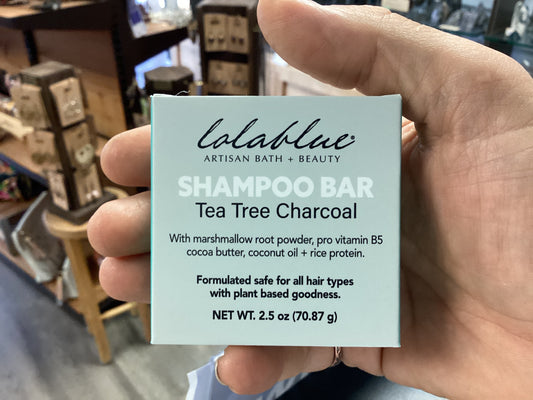 lolablue®
ARTISAN BATH + BEAUTY
SHAMPOO BAR
Tea Tree Charcoal
With marshmallow root powder, pro vitamin B5
cocoa butter, coconut oil + rice protein.
Formulated safe for all hair types
with plant based goodness.
NET WT. 2.5 oz (70.87 g)